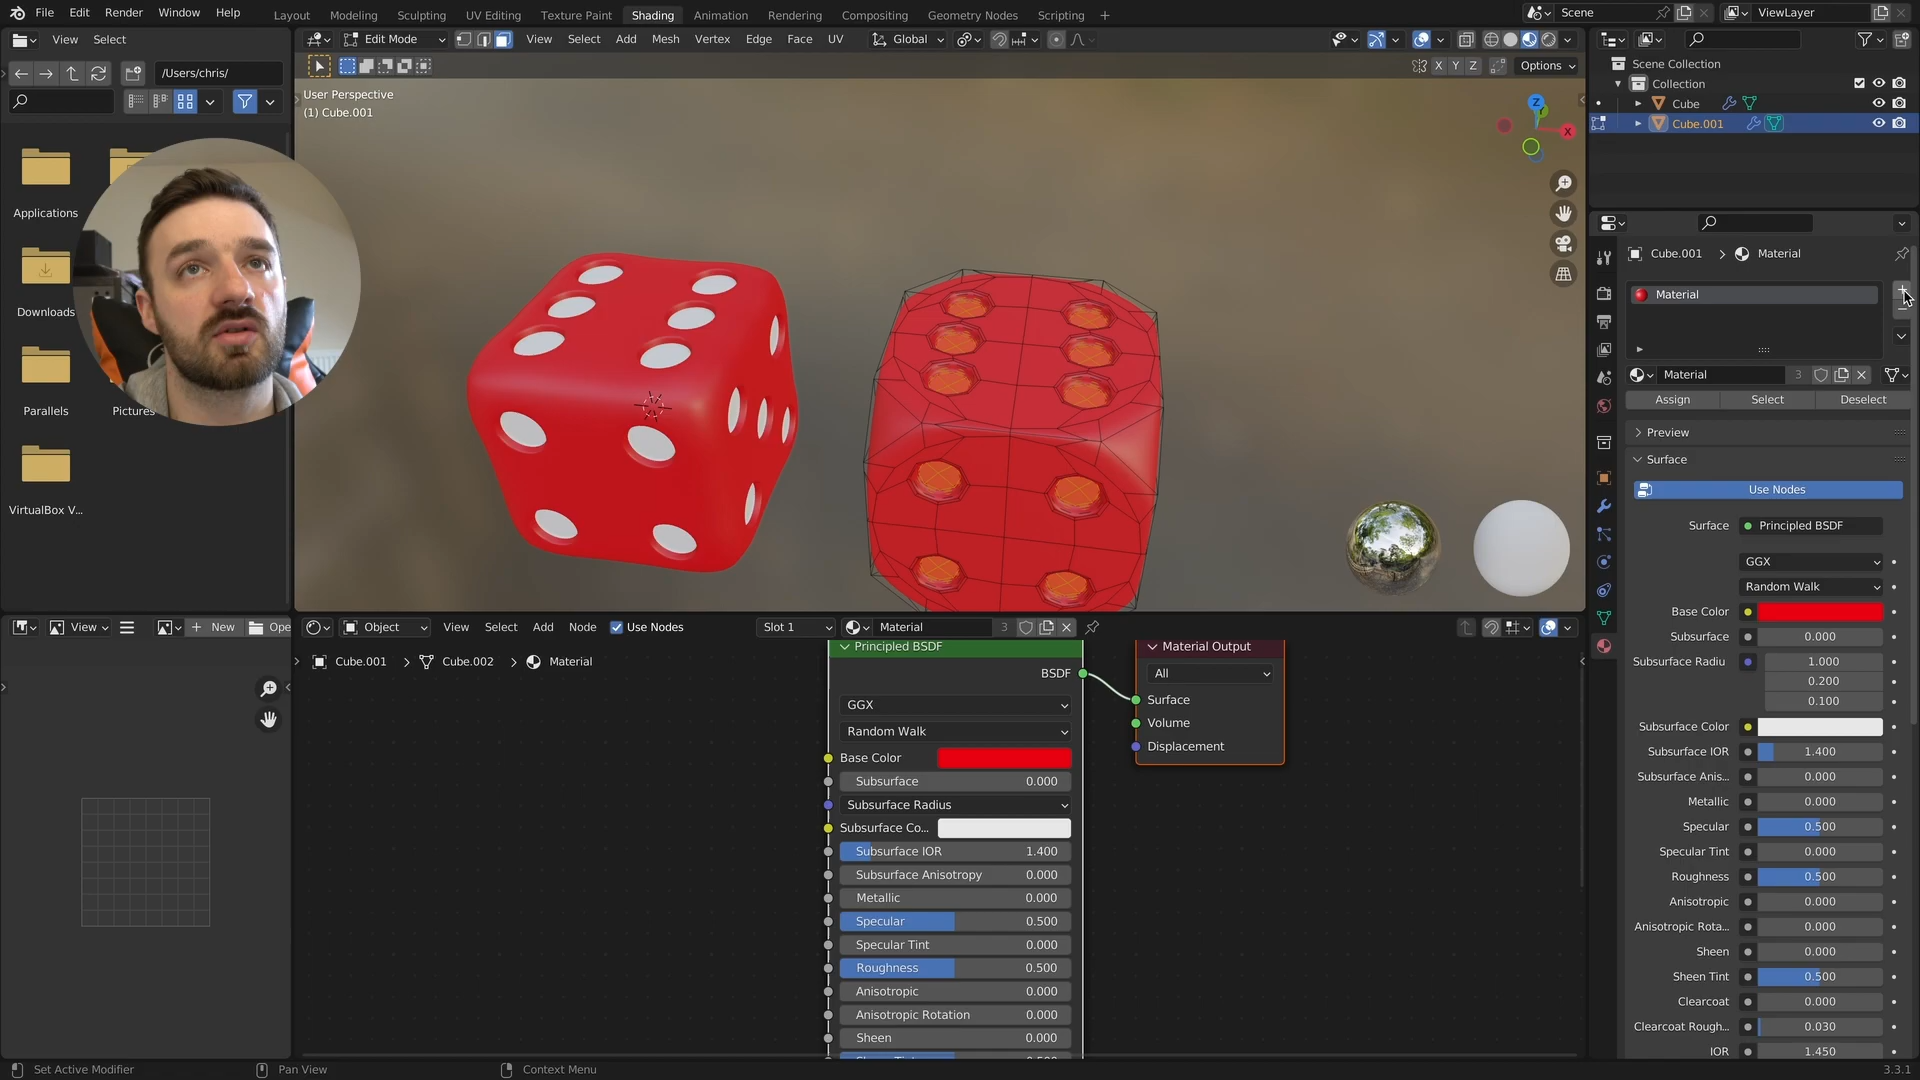 File Edit Render Window Help Layout Modeling Sculpting UV Editing Texture Paint Shading Animation Rendering Compositing Geometry Nodes Scripting + Scene ViewLayer
View Select
Edit Mode View Select Add Mesh Vertex Edge Face UV Global
/Users/chris/
X Y Z Options
User Perspective
(1) Cube.001
Z
Y
X
Applications
Downloads
Parallels Pictures
VirtualBox V...
Scene Collection
Collection
Cube
Cube.001
Cube.001 > Material
Material
Material 3
Assign Select Deselect
Preview
Surface
Use Nodes
Surface Principled BSDF
GGX
Random Walk
Base Color
Subsurface 0.000
Subsurface Radiu 1.000
0.200
0.100
Subsurface Color
Subsurface IOR 1.400
Subsurface Anis... 0.000
Metallic 0.000
Specular 0.500
Specular Tint 0.000
Roughness 0.500
Anisotropic 0.000
Anisotropic Rota... 0.000
Sheen 0.000
Sheen Tint 0.500
Clearcoat 0.000
Clearcoat Rough... 0.030
IOR 1.450
View + New Ope
Object View Select Add Node Use Nodes Slot 1 Material 3
Cube.001 > Cube.002 > Material
Principled BSDF
BSDF
GGX
Random Walk
Base Color
Subsurface 0.000
Subsurface Radius
Subsurface Co...
Subsurface IOR 1.400
Subsurface Anisotropy 0.000
Metallic 0.000
Specular 0.500
Specular Tint 0.000
Roughness 0.500
Anisotropic 0.000
Anisotropic Rotation 0.000
Sheen 0.000
Material Output
All
Surface
Volume
Displacement
Set Active Modifier Pan View Context Menu 3.3.1